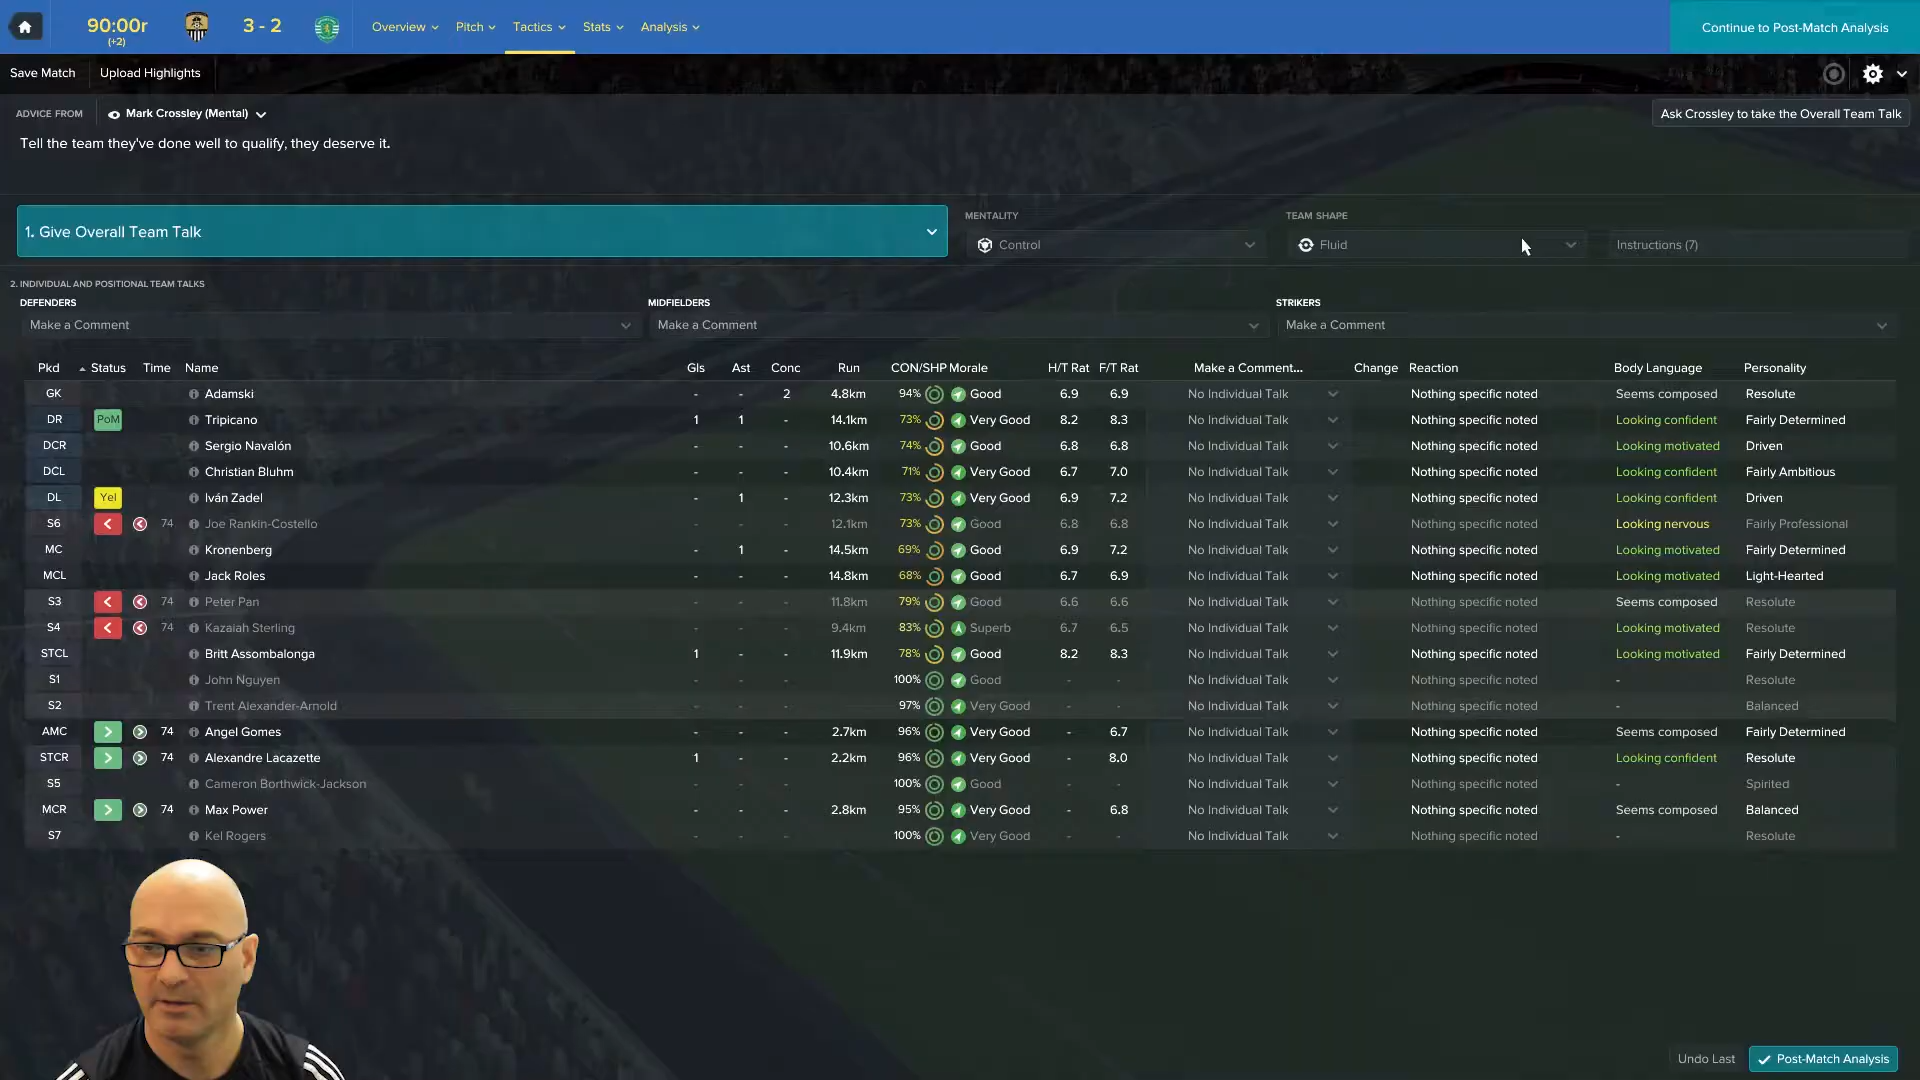 90:00r (+2) 3 - 2 Overview Pitch Tactics Stats Analysis Continue to Post-Match Analysis
Save Match Upload Highlights
ADVICE FROM Mark Crossley (Mental) Ask Crossley to take the Overall Team Talk
Tell the team they've done well to qualify, they deserve it.
MENTALITY TEAM SHAPE
1. Give Overall Team Talk Control Fluid Instructions (7)
2. INDIVIDUAL AND POSITIONAL TEAM TALKS
DEFENDERS MIDFIELDERS STRIKERS
Make a Comment Make a Comment Make a Comment
Pkd Status Time Name Gls Ast Conc Run CON/SHP Morale H/T Rat F/T Rat Make a Comment... Change Reaction Body Language Personality
GK Adamski - - 2 4.8km 94% Good 6.9 6.9 No Individual Talk Nothing specific noted Seems composed Resolute
DR PoM Tripicano 1 1 - 14.1km 73% Very Good 8.2 8.3 No Individual Talk Nothing specific noted Looking confident Fairly Determined
DCR Sergio Navalón - - - 10.6km 74% Good 6.8 6.8 No Individual Talk Nothing specific noted Looking motivated Driven
DCL Christian Bluhm - - - 10.4km 71% Very Good 6.7 7.0 No Individual Talk Nothing specific noted Looking confident Fairly Ambitious
DL Yel Iván Zadel - 1 - 12.3km 73% Very Good 6.9 7.2 No Individual Talk Nothing specific noted Looking confident Driven
S6 74 Joe Rankin-Costello - - - 12.1km 73% Good 6.8 6.8 No Individual Talk Nothing specific noted Looking nervous Fairly Professional
MC Kronenberg - 1 - 14.5km 69% Good 6.9 7.2 No Individual Talk Nothing specific noted Looking motivated Fairly Determined
MCL Jack Roles - - - 14.8km 68% Good 6.7 6.9 No Individual Talk Nothing specific noted Looking motivated Light-Hearted
S3 74 Peter Pan - - - 11.8km 79% Good 6.6 6.6 No Individual Talk Nothing specific noted Seems composed Resolute
S4 74 Kazaiah Sterling - - - 9.4km 83% Superb 6.7 6.5 No Individual Talk Nothing specific noted Looking motivated Resolute
STCL Britt Assombalonga 1 - - 11.9km 78% Good 8.2 8.3 No Individual Talk Nothing specific noted Looking motivated Fairly Determined
S1 John Nguyen - - - 100% Good - - No Individual Talk Nothing specific noted - Resolute
S2 Trent Alexander-Arnold - - - 97% Very Good - - No Individual Talk Nothing specific noted - Balanced
AMC 74 Angel Gomes - - - 2.7km 96% Very Good - 6.7 No Individual Talk Nothing specific noted Seems composed Fairly Determined
STCR 74 Alexandre Lacazette 1 - - 2.2km 96% Very Good - 8.0 No Individual Talk Nothing specific noted Looking confident Resolute
S5 Cameron Borthwick-Jackson - - - 100% Good - - No Individual Talk Nothing specific noted - Spirited
MCR 74 Max Power - - - 2.8km 95% Very Good - 6.8 No Individual Talk Nothing specific noted Seems composed Balanced
S7 Kel Rogers - - - 100% Very Good - - No Individual Talk Nothing specific noted - Resolute
Undo Last Post-Match Analysis